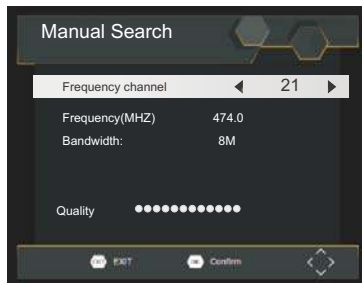 Manual Search
Frequency channel 21
Frequency(MHZ) 474.0
Bandwidth: 8M
Quality
EXIT
Confirm